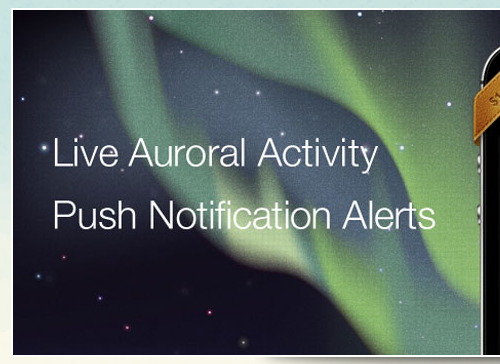 Live Auroral Activity
Push Notification Alerts